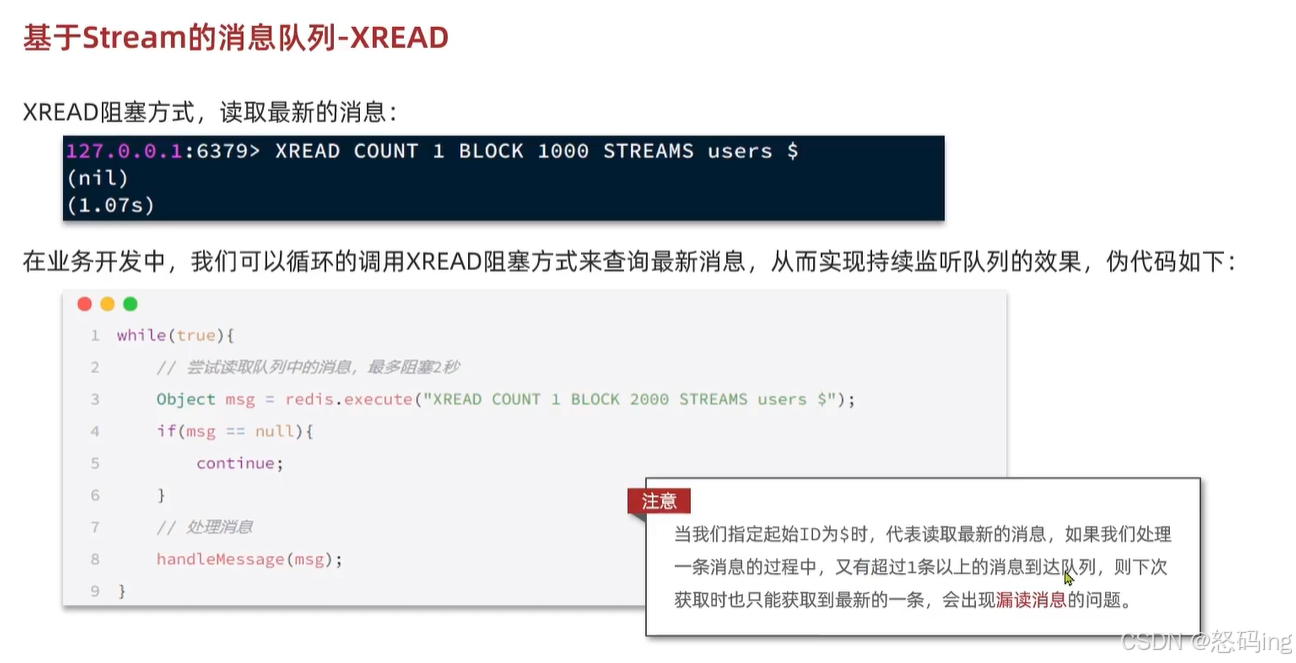 基于Stream的消息队列-XREAD
XREAD阻塞方式，读取最新的消息：
127.0.0.1:6379> XREAD COUNT 1 BLOCK 1000 STREAMS users $
(nil)
(1.07s)
在业务开发中，我们可以循环的调用XREAD阻塞方式来查询最新消息，从而实现持续监听队列的效果，伪代码如下：
1 while(true){
2 // 尝试读取队列中的消息，最多阻塞2秒
3 Object msg = redis.execute("XREAD COUNT 1 BLOCK 2000 STREAMS users $");
4 if(msg == null){
5 continue;
6 }
7 // 处理消息
8 handleMessage(msg);
9 }
注意
当我们指定起始ID为$时，代表读取最新的消息，如果我们处理
一条消息的过程中，又有超过1条以上的消息到达队列，则下次
获取时也只能获取到最新的一条，会出现漏读消息的问题。
CSDN @怒码ing